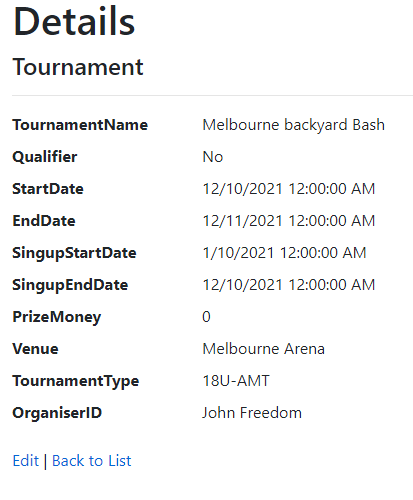 Details
Tournament
TournamentName Melbourne backyard Bash
Qualifier No
StartDate 12/10/2021 12:00:00 AM
EndDate 12/11/2021 12:00:00 AM
SingupStartDate 1/10/2021 12:00:00 AM
SingupEndDate 12/10/2021 12:00:00 AM
PrizeMoney 0
Venue Melbourne Arena
TournamentType 18U-AMT
OrganiserID John Freedom
Edit | Back to List